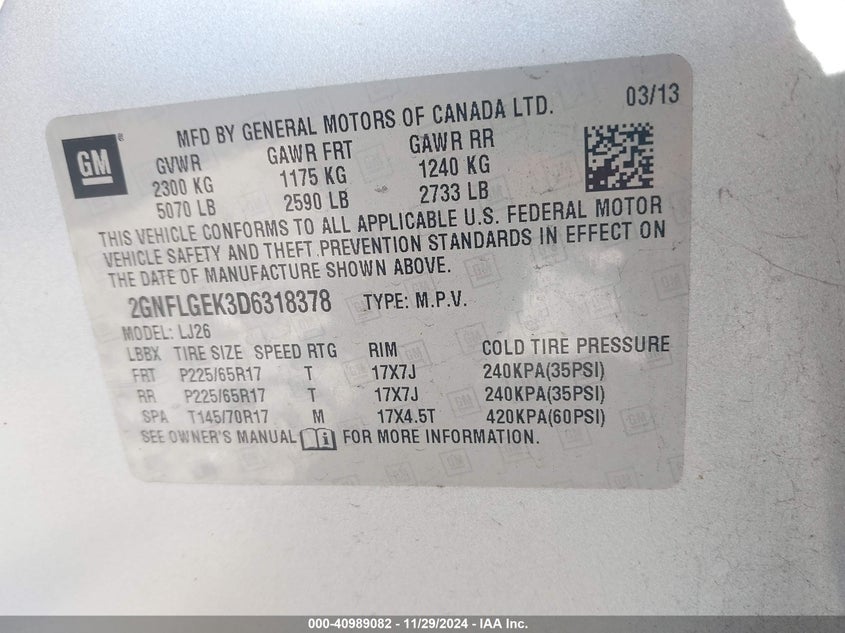 03/13
MFD BY GENERAL MOTORS OF CANADA LTD.
GM®
GVWR GAWR FRT GAWR RR
2300 KG 1175 KG 1240 KG
5070 LB 2590 LB 2733 LB
THIS VEHICLE CONFORMS TO ALL APPLICABLE U.S. FEDERAL MOTOR
VEHICLE SAFETY AND THEFT PREVENTION STANDARDS IN EFFECT ON
THE DATE OF MANUFACTURE SHOWN ABOVE.
2GNFLGEK3D6318378 TYPE: M.P.V.
MODEL: LJ26
LBBX TIRE SIZE SPEED RTG RIM COLD TIRE PRESSURE
FRT P225/65R17 T 17X7J 240KPA(35PSI)
RR P225/65R17 T 17X7J 240KPA(35PSI)
SPA T145/70R17 M 17X4.5T 420KPA(60PSI)
SEE OWNER'S MANUAL i FOR MORE INFORMATION.
000-40989082 - 11/29/2024 - IAA Inc.